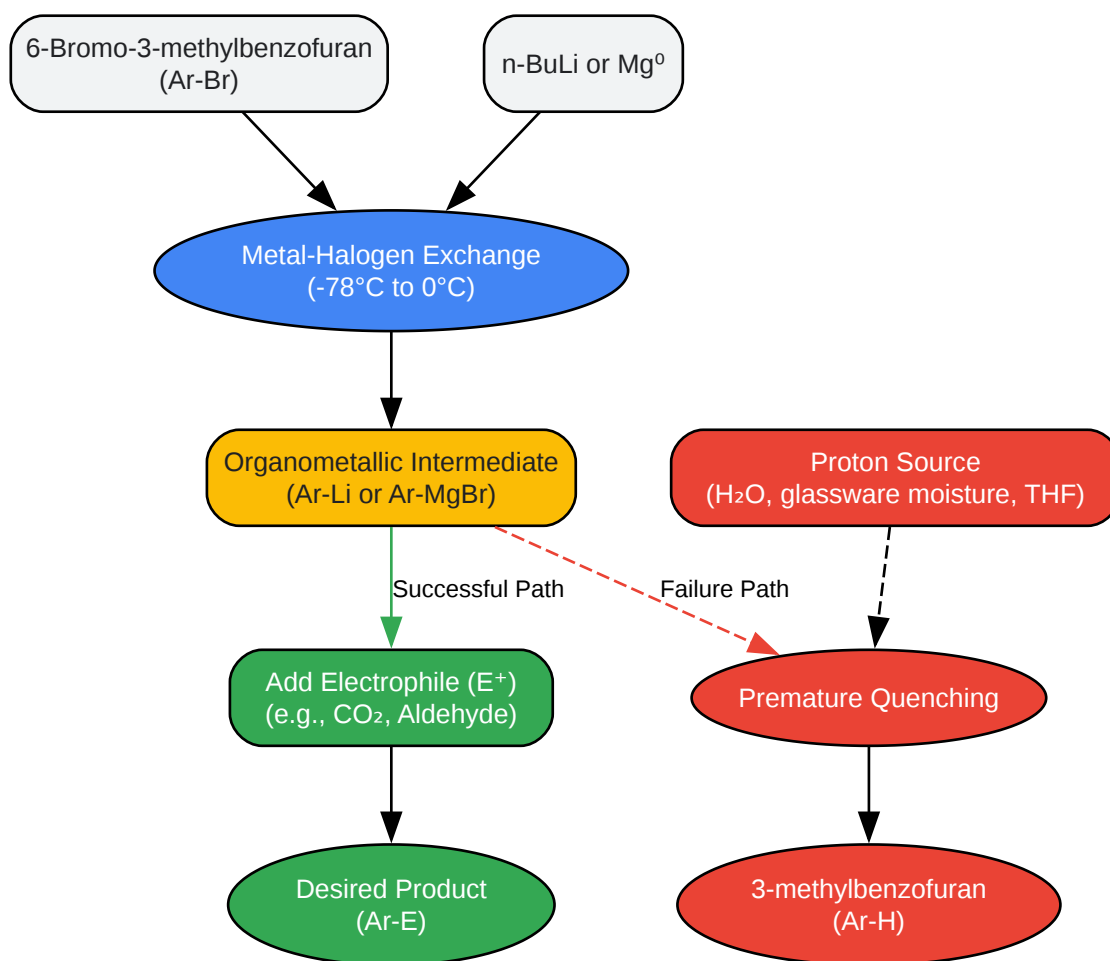 6-Bromo-3-methylbenzofuran
(Ar-Br)
n-BuLi or Mg⁰
Metal-Halogen Exchange
(-78°C to 0°C)
Organometallic Intermediate
(Ar-Li or Ar-MgBr)
Proton Source
(H₂O, glassware moisture, THF)
Successful Path
Failure Path
Add Electrophile (E⁺)
(e.g., CO₂, Aldehyde)
Premature Quenching
Desired Product
(Ar-E)
3-methylbenzofuran
(Ar-H)